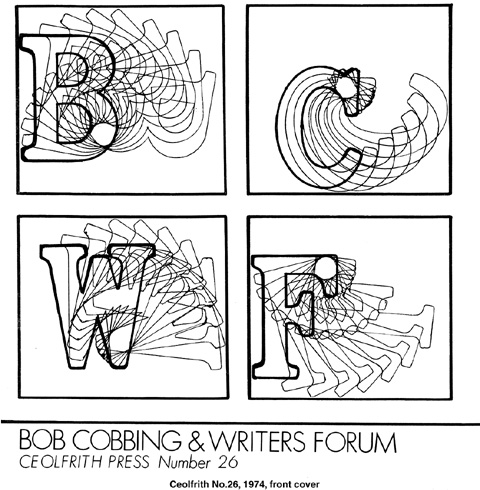 B C
W F
BOB COBBING & WRITERS FORUM
CEOLFRITH PRESS Number 26
Ceolfrith No.26, 1974, front cover